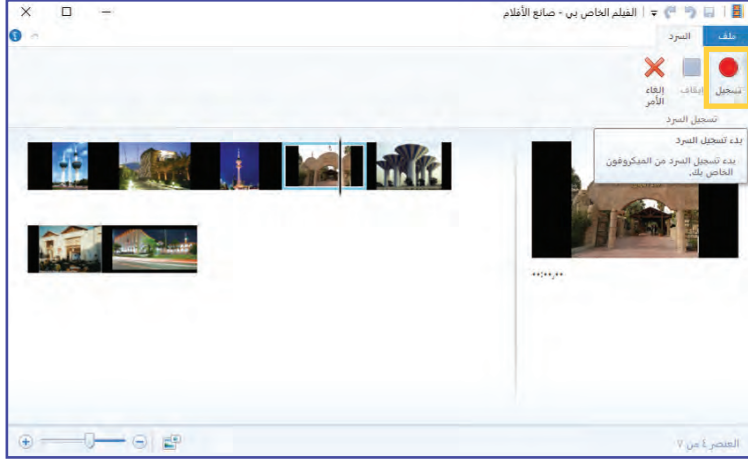 الفيلم الخاص بي - صانع الأفلام
ملف
السرد
تسجيل
إيقاف
إلغاء الأمر
تسجيل السرد
بدء تسجيل السرد
بدء تسجيل السرد من الميكروفون
الخاص بك.
٠٠:٠٠,٠٠
العنصر ٤ من ٧